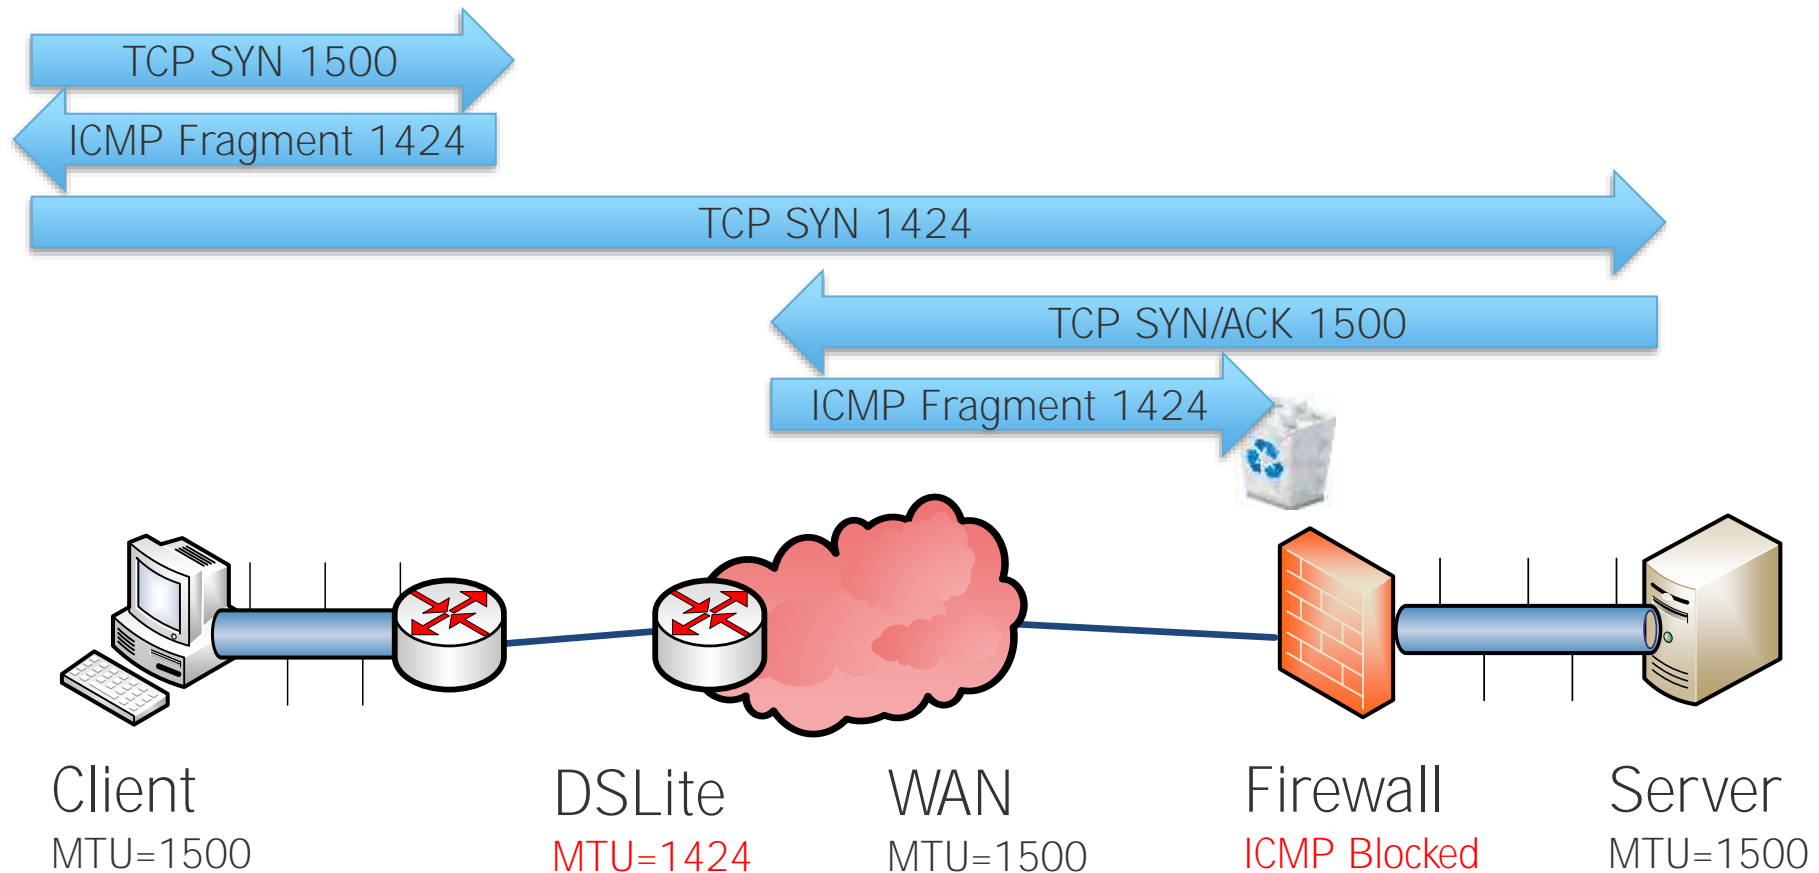 TCP SYN 1500
ICMP Fragment 1424
TCP SYN 1424
TCP SYN/ACK 1500
ICMP Fragment 1424
Client
MTU=1500
DSLite
MTU=1424
WAN
MTU=1500
Firewall
ICMP Blocked
Server
MTU=1500